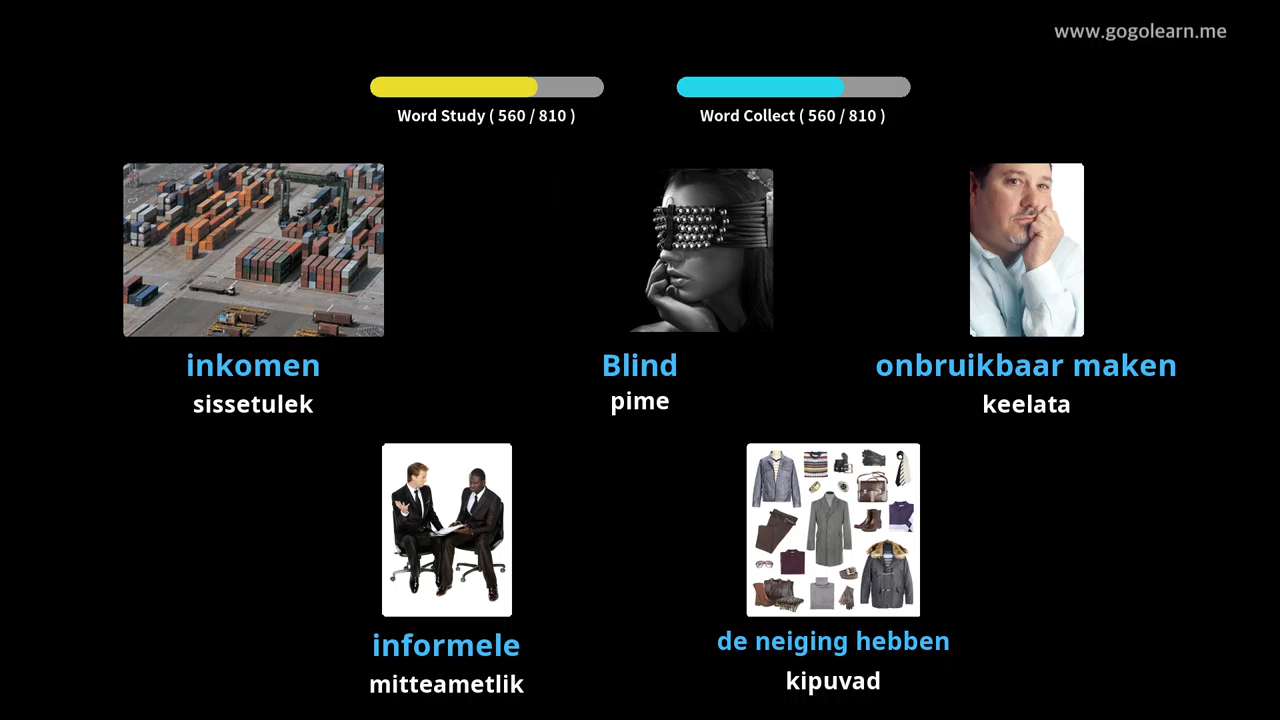 www.gogolearn.me
Word Study ( 560 / 810 )
Word Collect ( 560 / 810 )
inkomen
sissetulek
Blind
pime
onbruikbaar maken
keelata
informele
mitteametlik
de neiging hebben
kipuvad